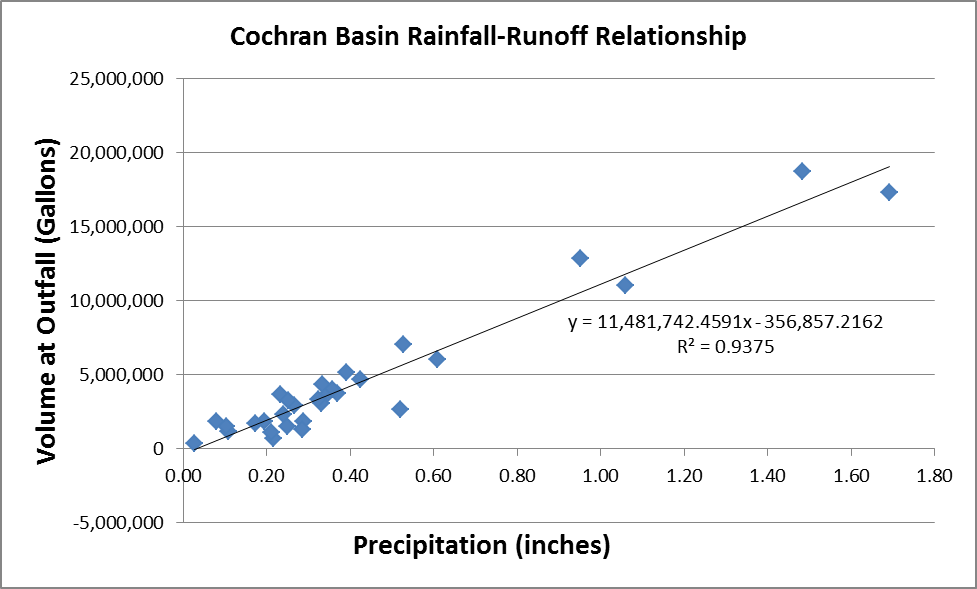 Cochran Basin Rainfall-Runoff Relationship
25,000,000
20,000,000
15,000,000
10,000,000
5,000,000
0
-5,000,000
Volume at Outfall (Gallons)
y = 11,481,742.4591x - 356,857.2162
R² = 0.9375
0.00 0.20 0.40 0.60 0.80 1.00 1.20 1.40 1.60 1.80
Precipitation (inches)